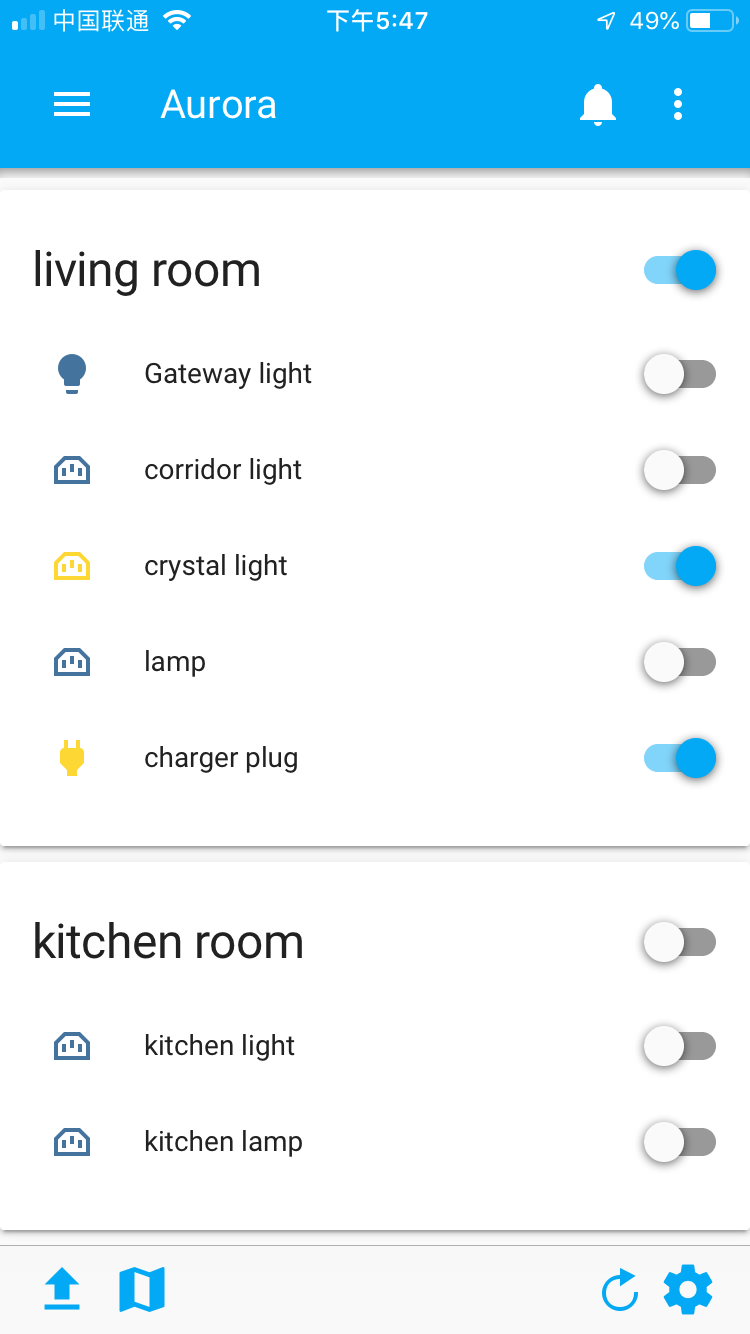 中国联通 下午5:47 49%
Aurora
living room
Gateway light
corridor light
crystal light
lamp
charger plug
kitchen room
kitchen light
kitchen lamp